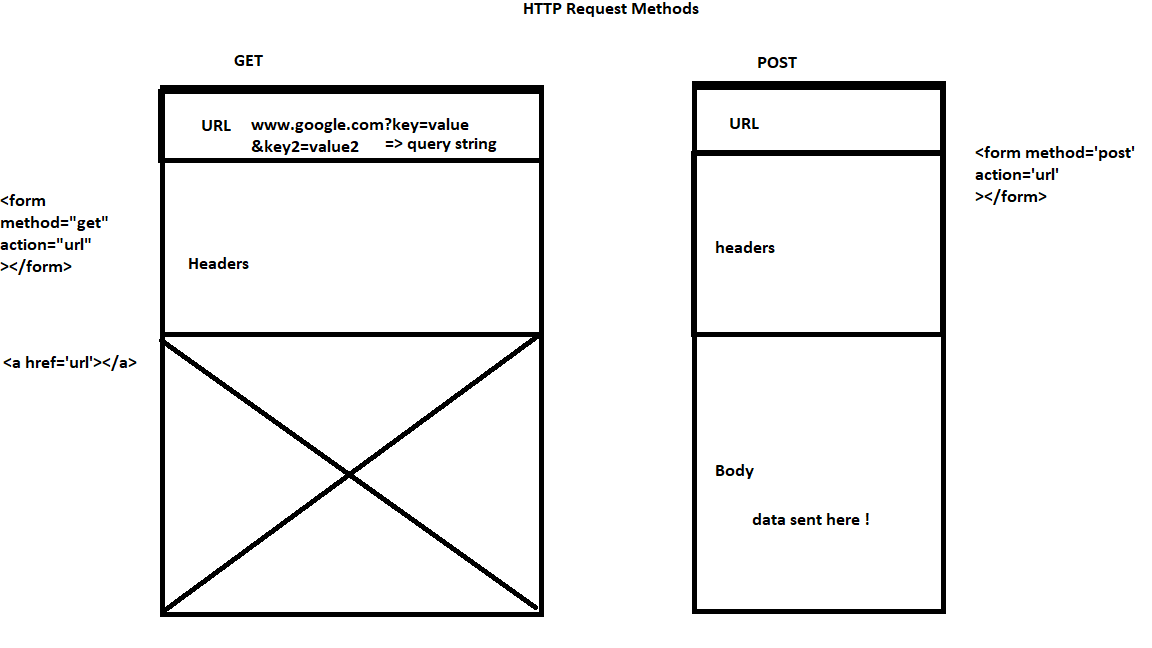 HTTP Request Methods
GET
URL www.google.com?key=value
&key2=value2 => query string
Headers
<form
method="get"
action="url"
></form>
<a href='url'></a>
POST
URL
headers
Body
data sent here !
<form method='post'
action='url'
></form>